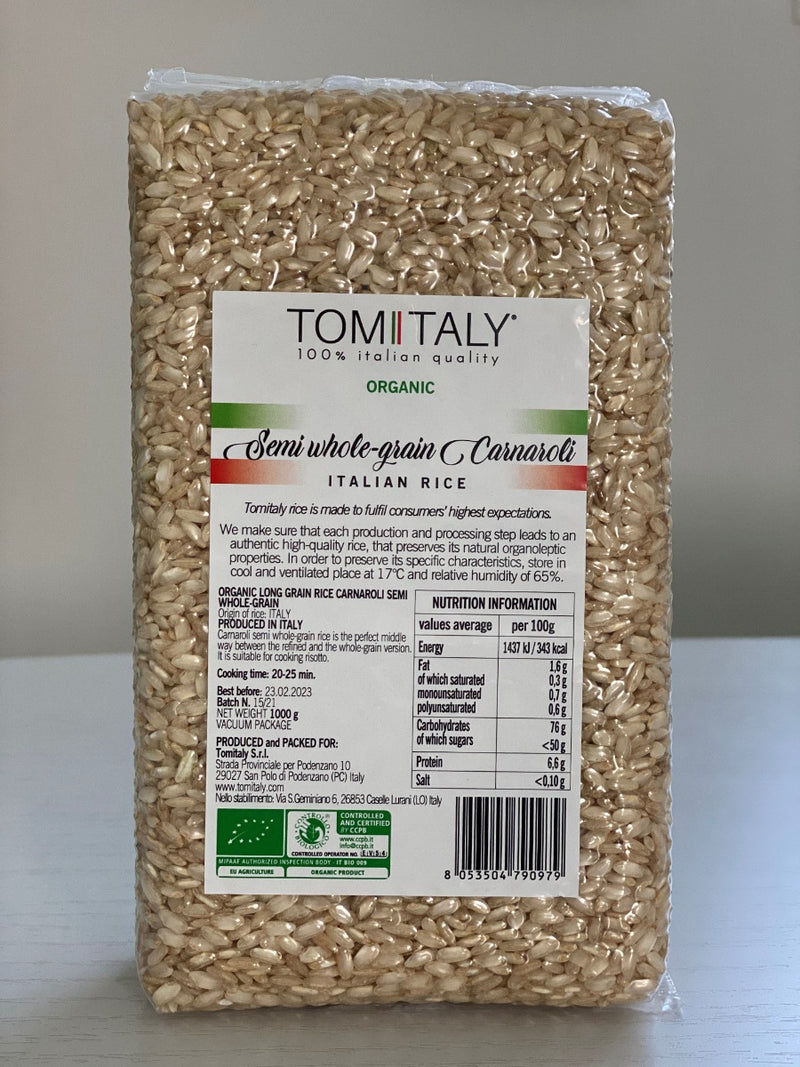 TOMITALY®
100% italian quality
ORGANIC
Semi whole-grain Carnaroli
ITALIAN RICE
Tomitaly rice is made to fulfil consumers' highest expectations.
We make sure that each production and processing step leads to an
authentic high-quality rice, that preserves its natural organoleptic
properties. In order to preserve its specific characteristics, store in
cool and ventilated place at 17°C and relative humidity of 65%.
ORGANIC LONG GRAIN RICE CARNAROLI SEMI
WHOLE-GRAIN
Origin of rice: ITALY
PRODUCED IN ITALY
Carnaroli semi whole-grain rice is the perfect middle
way between the refined and the whole-grain version.
It is suitable for cooking risotto.
Cooking time: 20-25 min.
Best before: 23.02.2023
Batch N. 15/21
NET WEIGHT 1000 g
VACUUM PACKAGE
PRODUCED and PACKED FOR:
Tomitaly S.r.l.
Strada Provinciale per Podenzano 10
29027 San Polo di Podenzano (PC) Italy
www.tomitaly.com
Nello stabilimento: Via S.Geminiano 6, 26853 Caselle Lurani (LO) Italy
NUTRITION INFORMATION
values average per 100g
Energy 1437 kJ / 343 kcal
Fat 1,6 g
of which saturated 0,3 g
monounsaturated 0,7 g
polyunsaturated 0,6 g
Carbohydrates 76 g
of which sugars <50 g
Protein 6,6 g
Salt <0,10 g
CONTROLLO
BIOLOGICO
CONTROLLED
AND CERTIFIED
BY CCPB
www.ccpb.it
info@ccpb.it
CONTROLLED OPERATOR NO. EV54
MIPAAF AUTHORIZED INSPECTION BODY - IT BIO 009
EU AGRICULTURE
ORGANIC PRODUCT
8 053504 790979